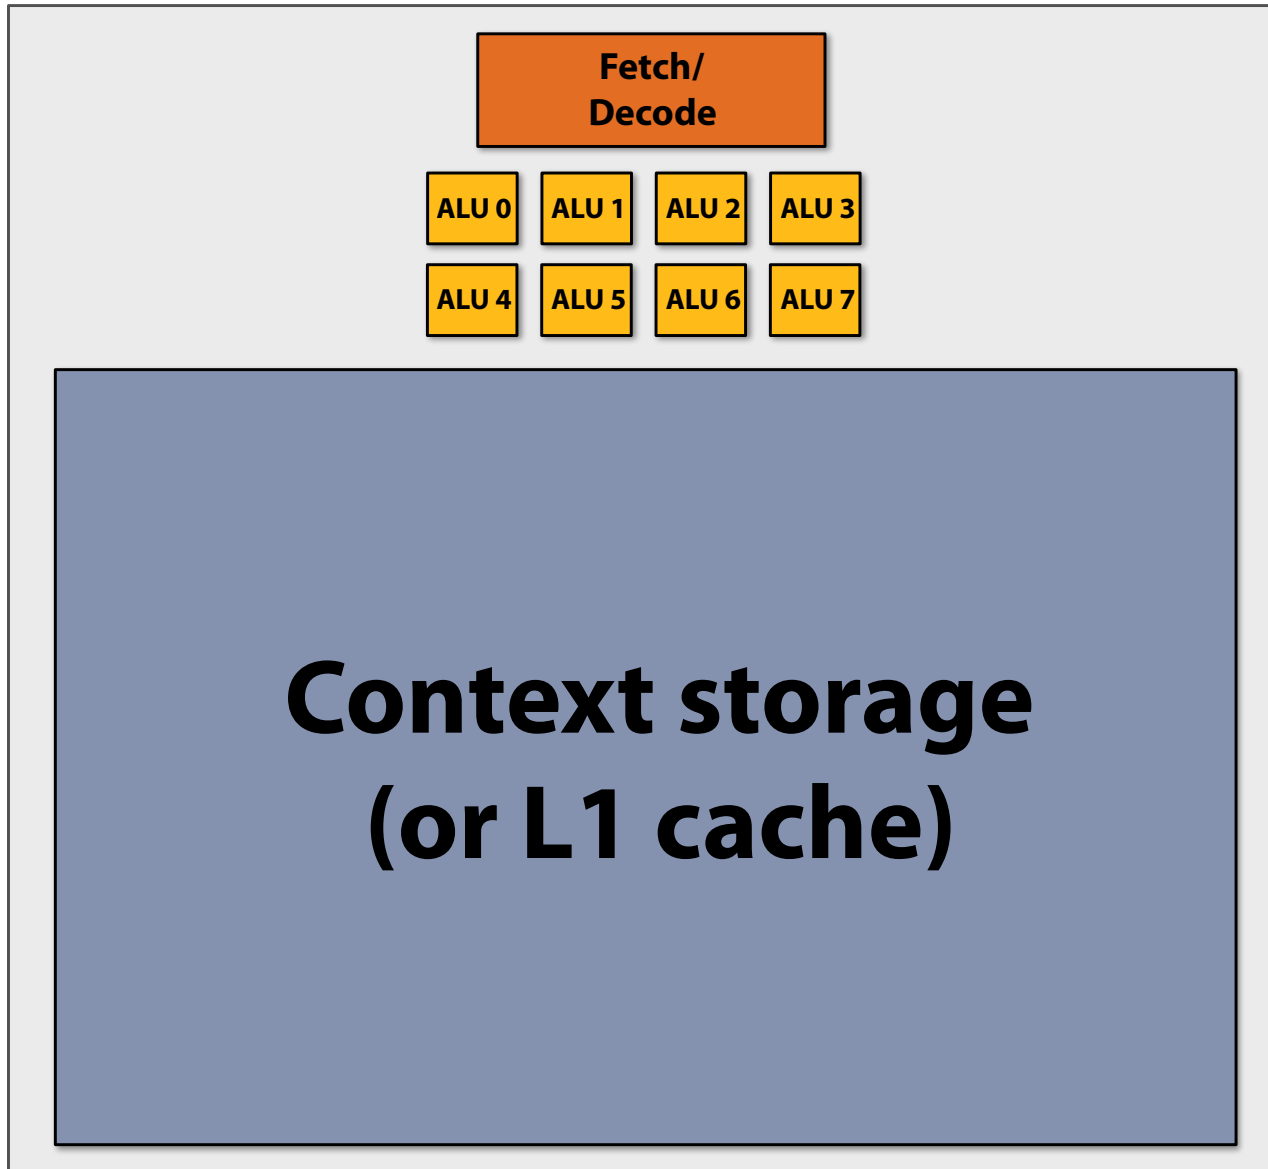 Fetch/
Decode
ALU 0 ALU 1 ALU 2 ALU 3
ALU 4 ALU 5 ALU 6 ALU 7
Context storage
(or L1 cache)